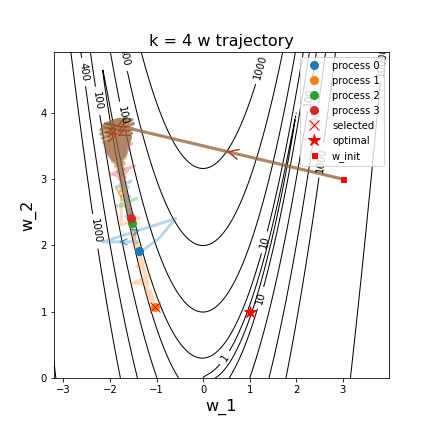 k = 4 w trajectory
process 0
process 1
process 2
process 3
selected
optimal
w_init
w_2
4
3
2
1
0
−3
−2
−1
0
1
2
3
w_1
400
100
1000
1000
10
10
1